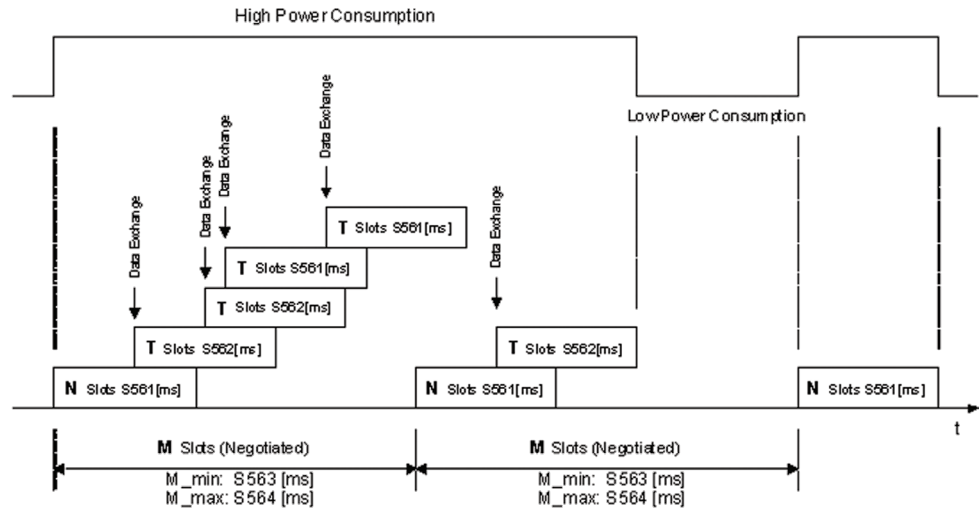 High Power Consumption
Low Power Consumption
Data Exchange
Data Exchange
Data Exchange
Data Exchange
Data Exchange
T Slots S561[ms]
T Slots S561[ms]
T Slots S562[ms]
T Slots S562[ms]
T Slots S562[ms]
N Slots S561[ms]
N Slots S561[ms]
N Slots S561[ms]
t
M Slots (Negotiated)
M_min: S563 [ms]
M_max: S564 [ms]
M Slots (Negotiated)
M_min: S563 [ms]
M_max: S564 [ms]